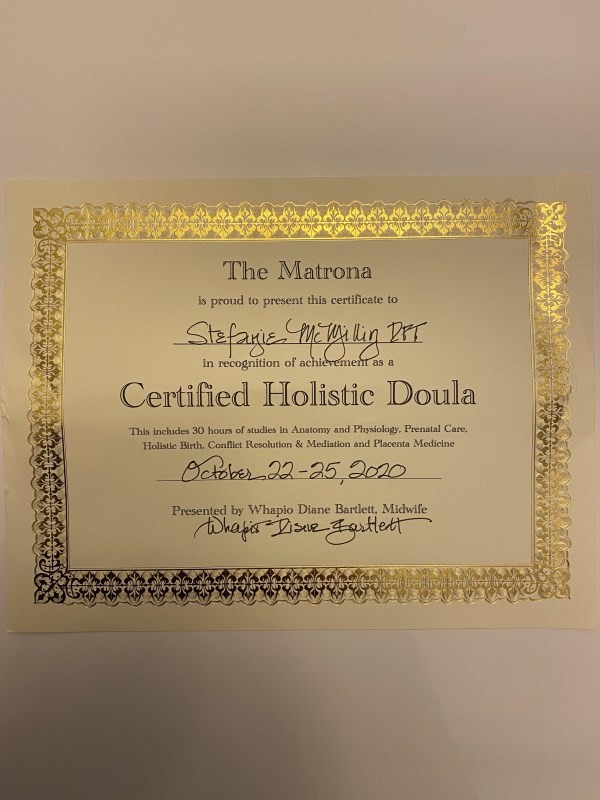 The Matrona
is proud to present this certificate to
Stefanie McMillin DPT
in recognition of achievement as a
Certified Holistic Doula
This includes 30 hours of studies in Anatomy and Physiology, Prenatal Care,
Holistic Birth, Conflict Resolution & Mediation and Placenta Medicine
October 22-25, 2020
Presented by Whapio Diane Bartlett, Midwife
Whapio Diane Bartlett